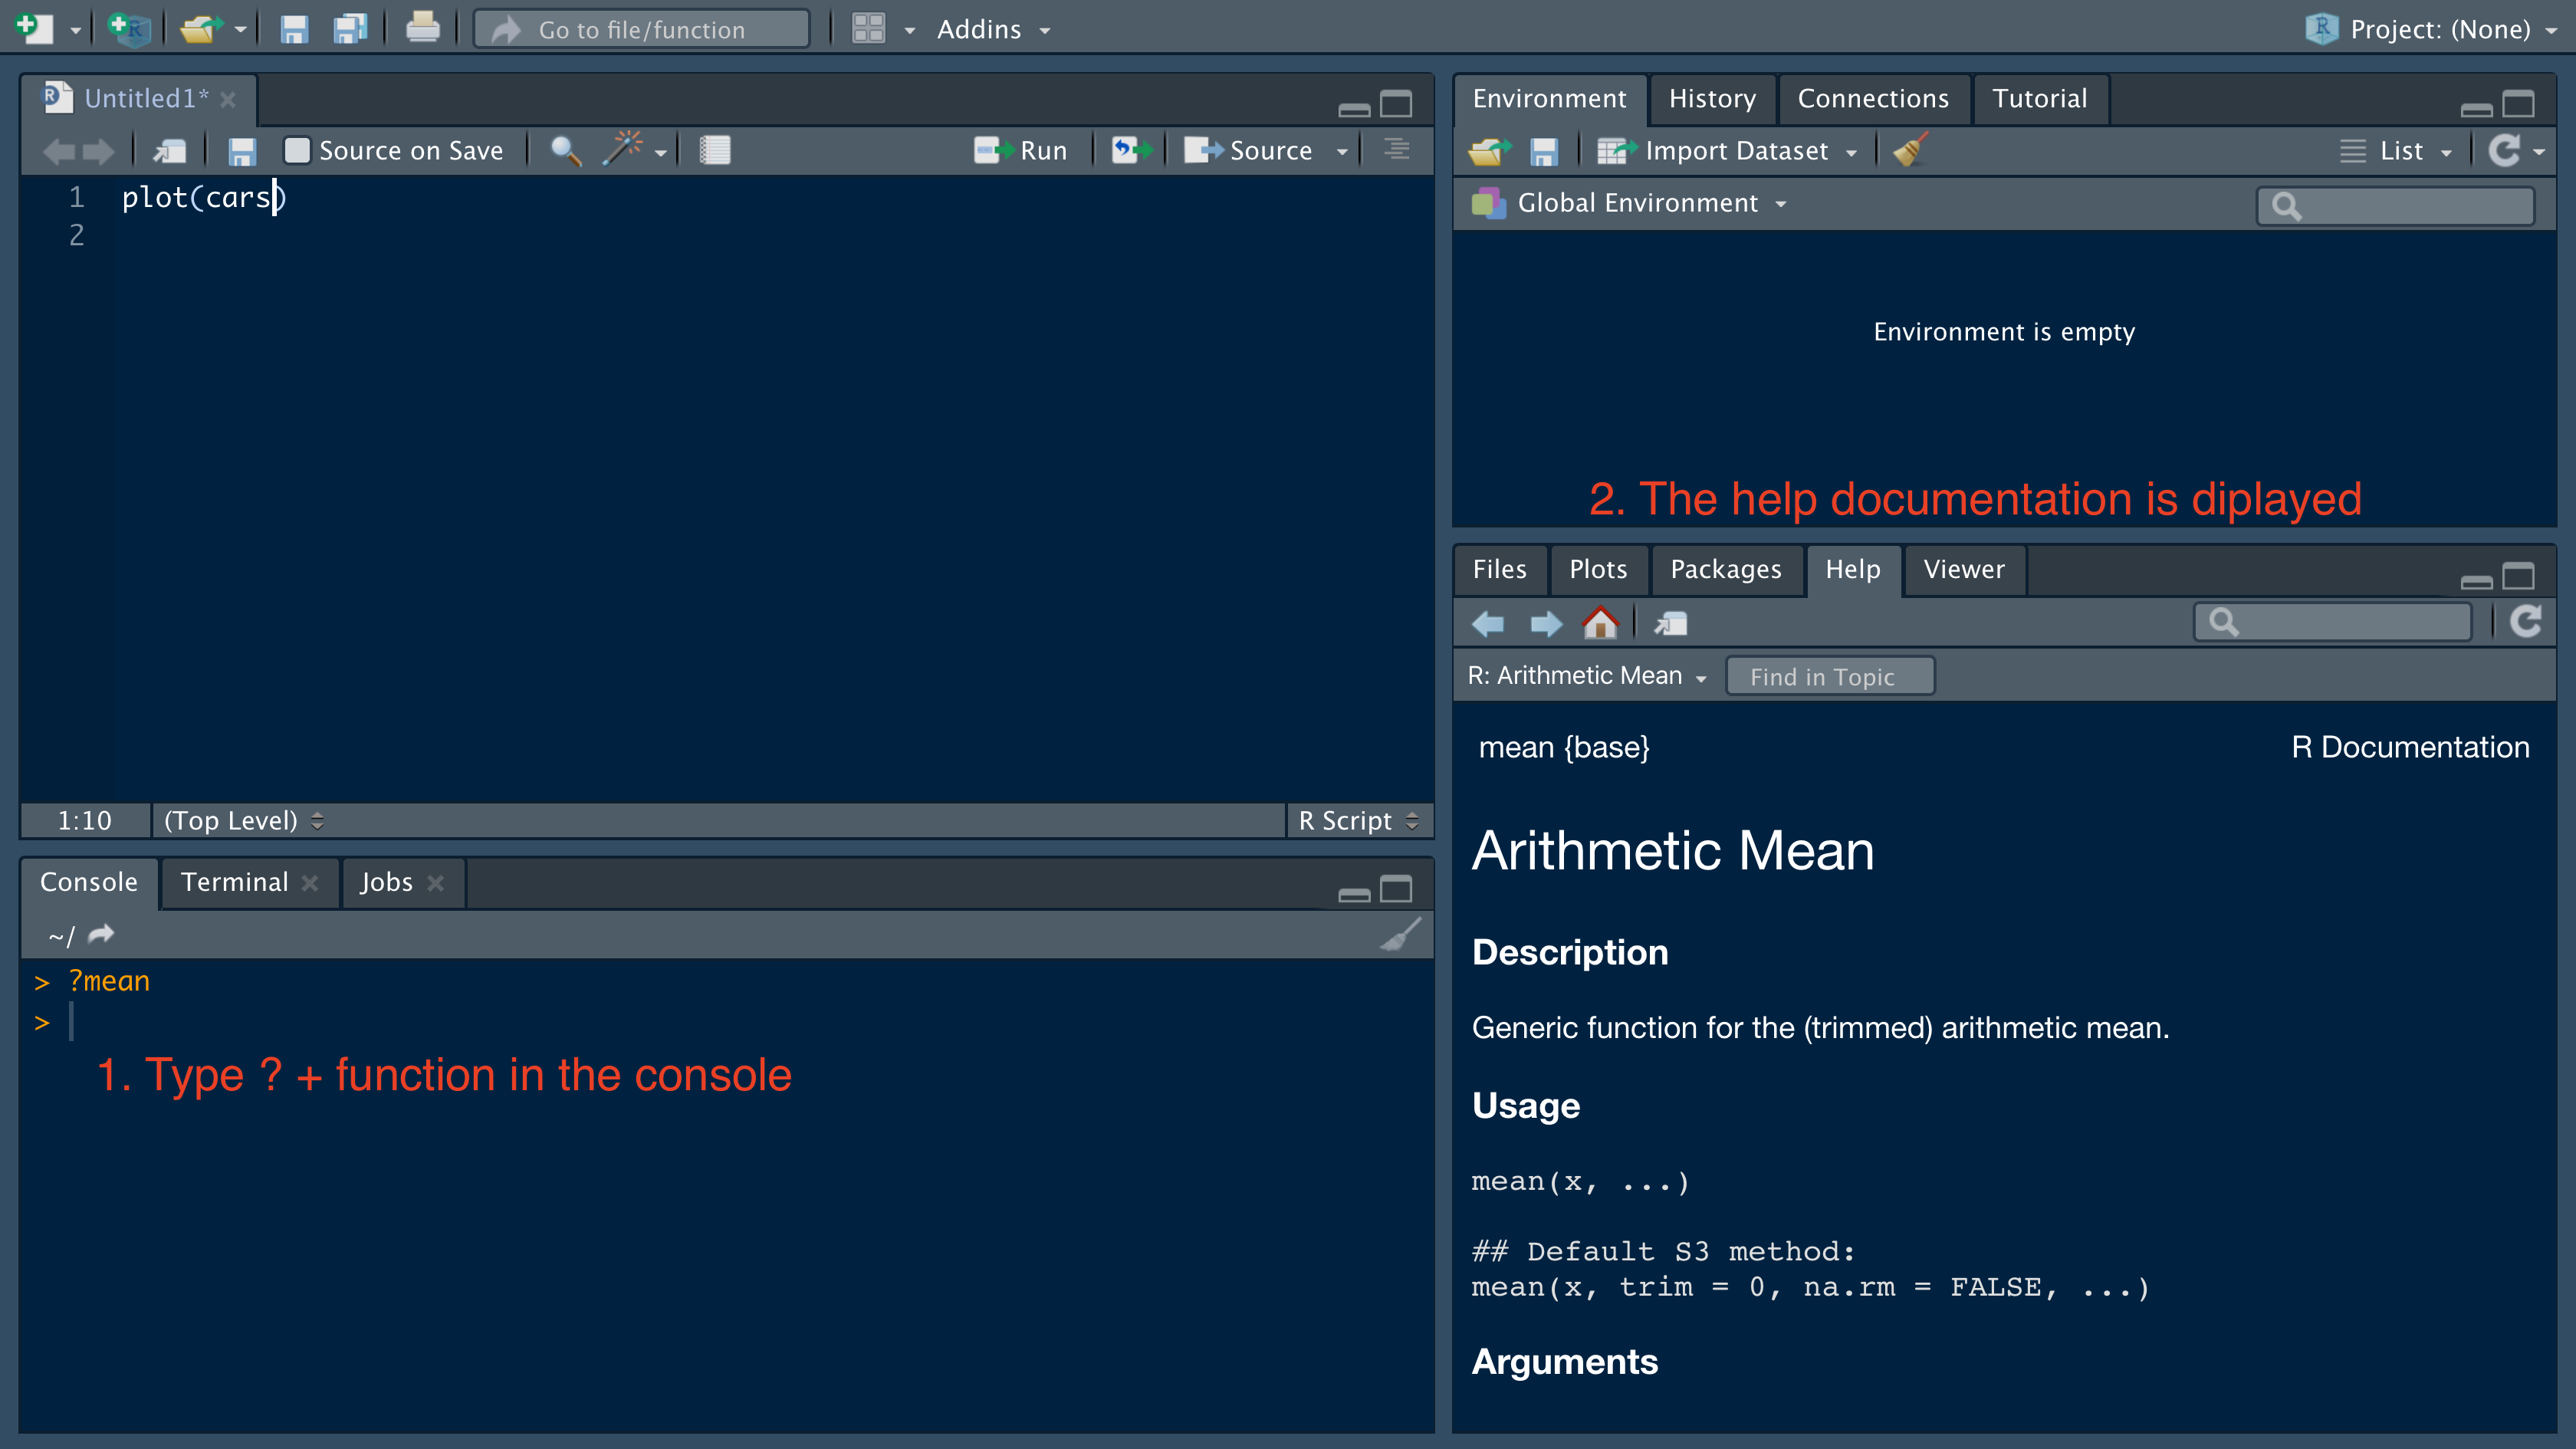 Go to file/function
Addins
Project: (None)
Untitled1*
Source on Save
Run
Source
1 plot(cars)
2
1:10 (Top Level) R Script
Console Terminal Jobs
~/
> ?mean
>
1. Type ? + function in the console
Environment History Connections Tutorial
Import Dataset List
Global Environment
Environment is empty
2. The help documentation is diplayed
Files Plots Packages Help Viewer
R: Arithmetic Mean Find in Topic
mean {base} R Documentation
Arithmetic Mean
Description
Generic function for the (trimmed) arithmetic mean.
Usage
mean(x, ...)
## Default S3 method:
mean(x, trim = 0, na.rm = FALSE, ...)
Arguments